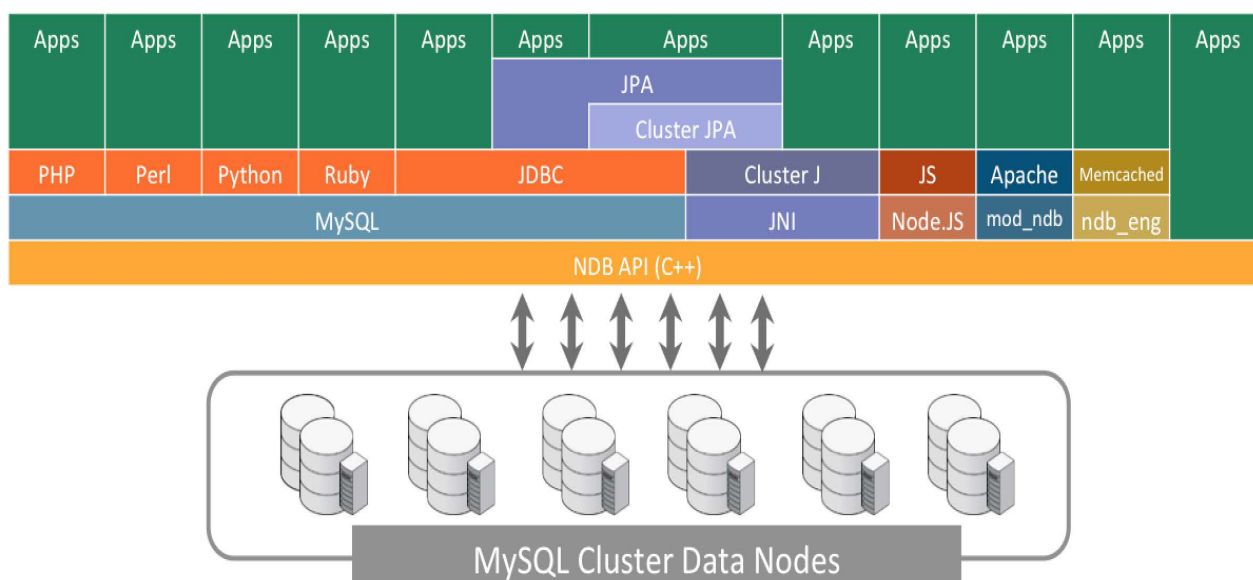 Apps Apps Apps Apps Apps Apps Apps Apps Apps Apps Apps Apps
JPA
Cluster JPA
PHP Perl Python Ruby JDBC Cluster J JS Apache Memcached
MySQL JNI Node.JS mod_ndb ndb_eng
NDB API (C++)
MySQL Cluster Data Nodes